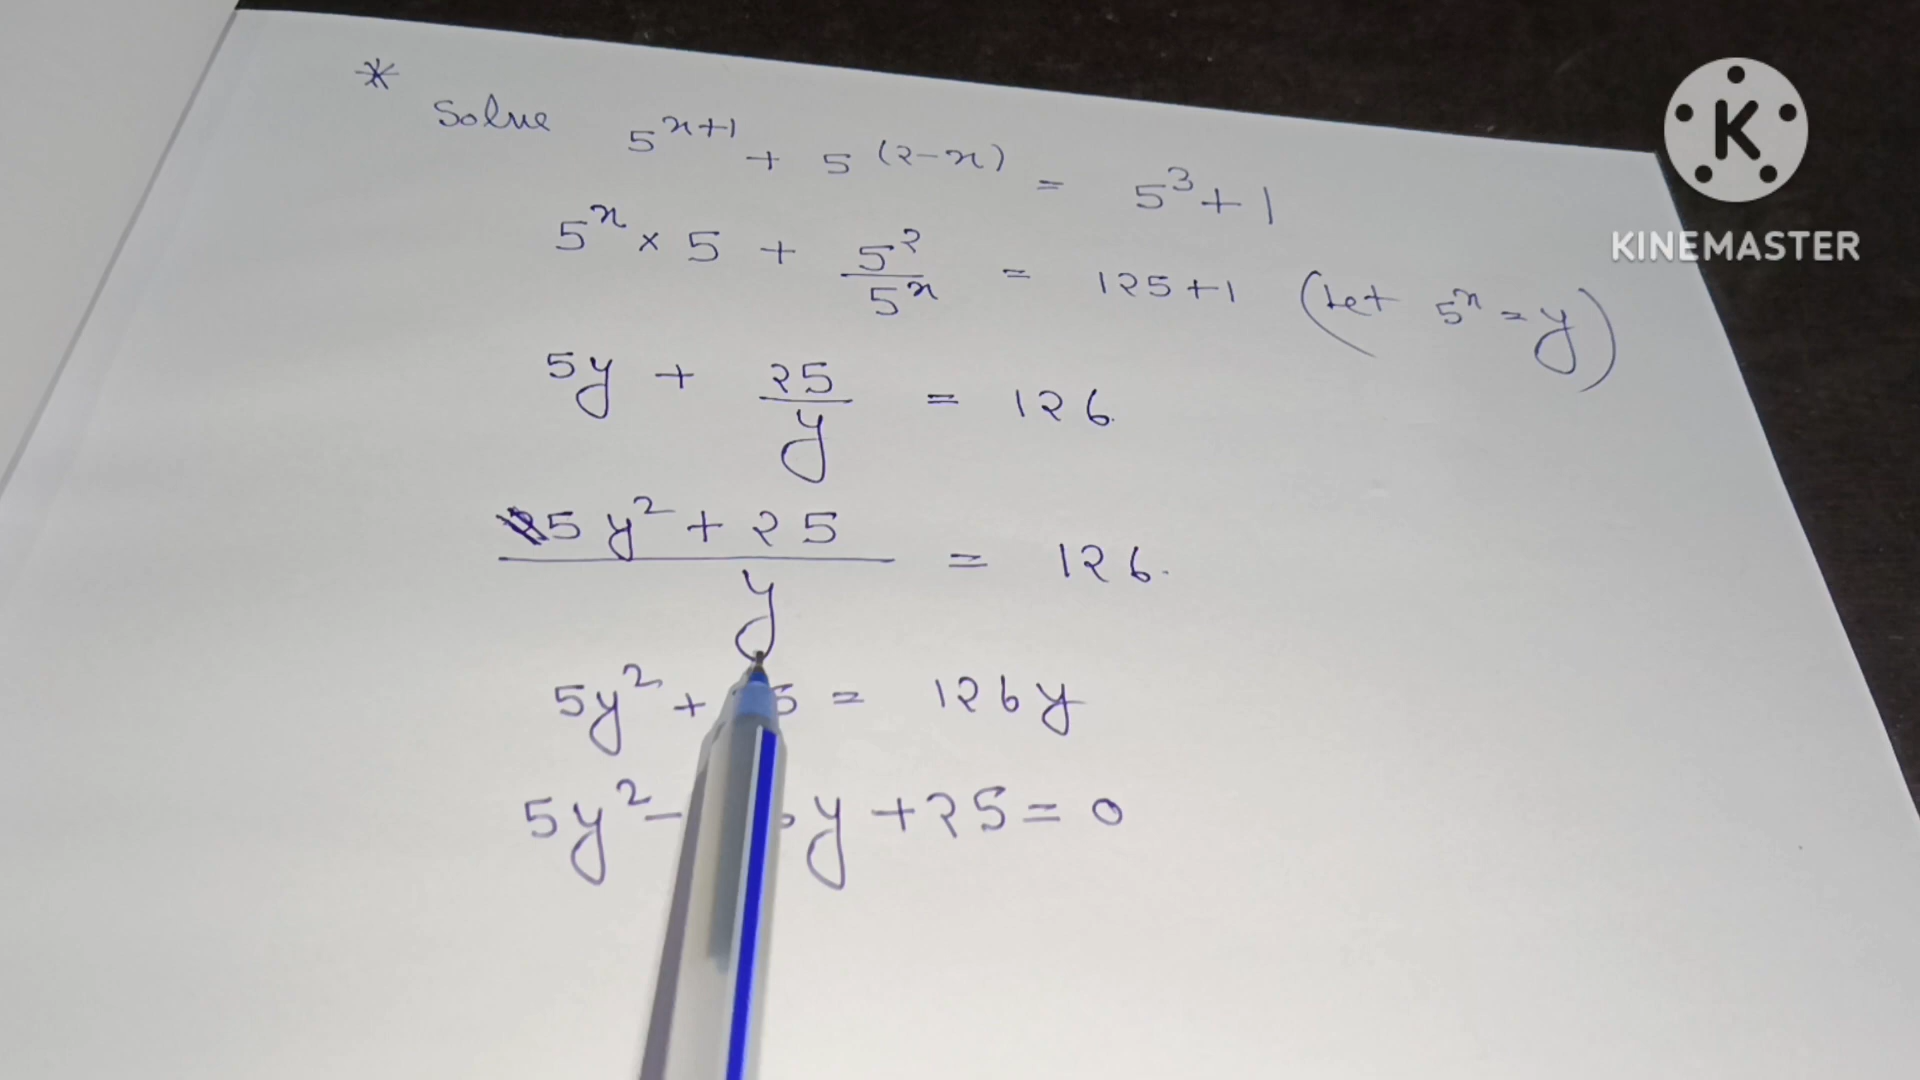 * Solve 5^(x+1) + 5^(2-x) = 5^3 + 1
5^x × 5 + 5^2/5^x = 125+1 (let 5^x = y)
5y + 25/y = 126.
(5y^2 + 25)/y = 126.
5y^2 + 5 = 126y
5y^2 - y + 25 = 0
K
KINEMASTER